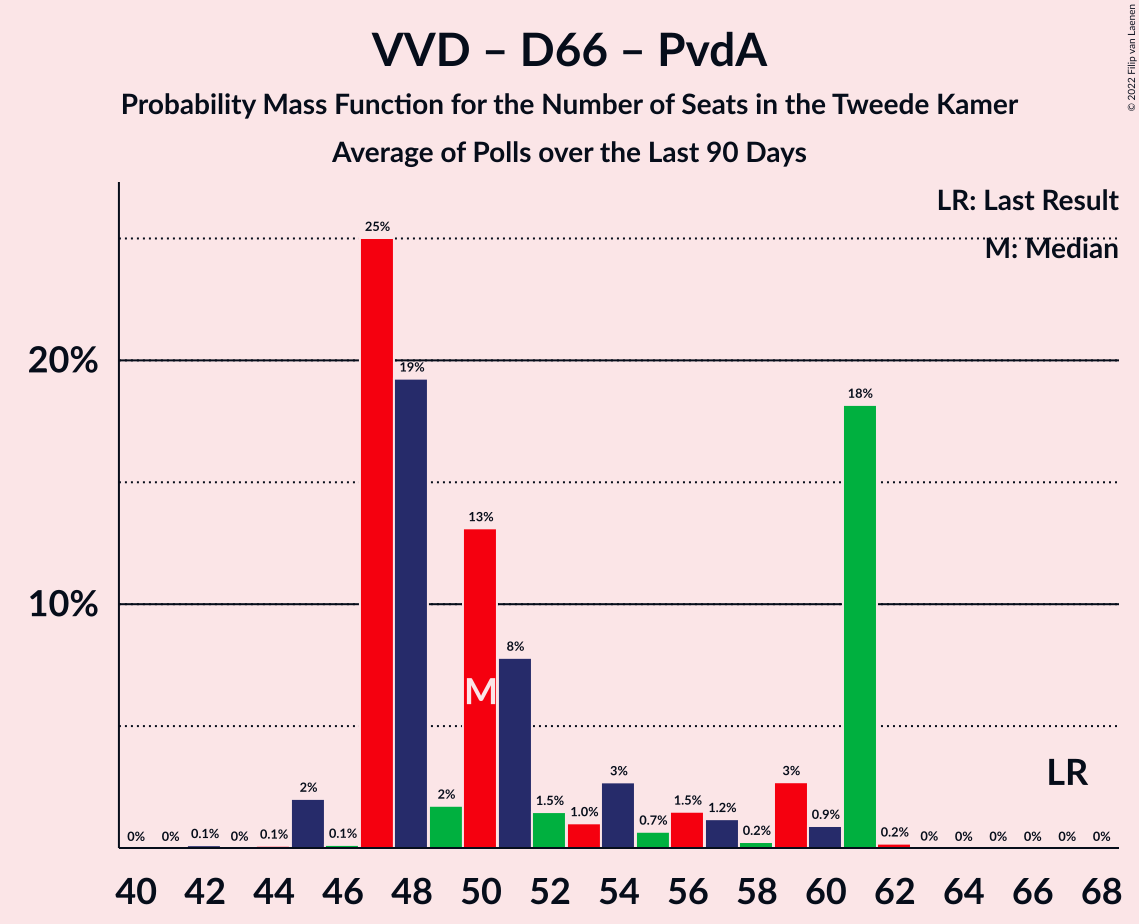 VVD – D66 – PvdA
Probability Mass Function for the Number of Seats in the Tweede Kamer
Average of Polls over the Last 90 Days
© 2022 Filip van Laenen
LR: Last Result
M: Median
20%
10%
0% 0% 0.1% 0% 0.1% 2% 0.1% 25% 19% 2% 13% 8% 1.5% 1.0% 3% 0.7% 1.5% 1.2% 0.2% 3% 0.9% 18% 0.2% 0% 0% 0% 0% 0% 0%
M
LR
40 42 44 46 48 50 52 54 56 58 60 62 64 66 68